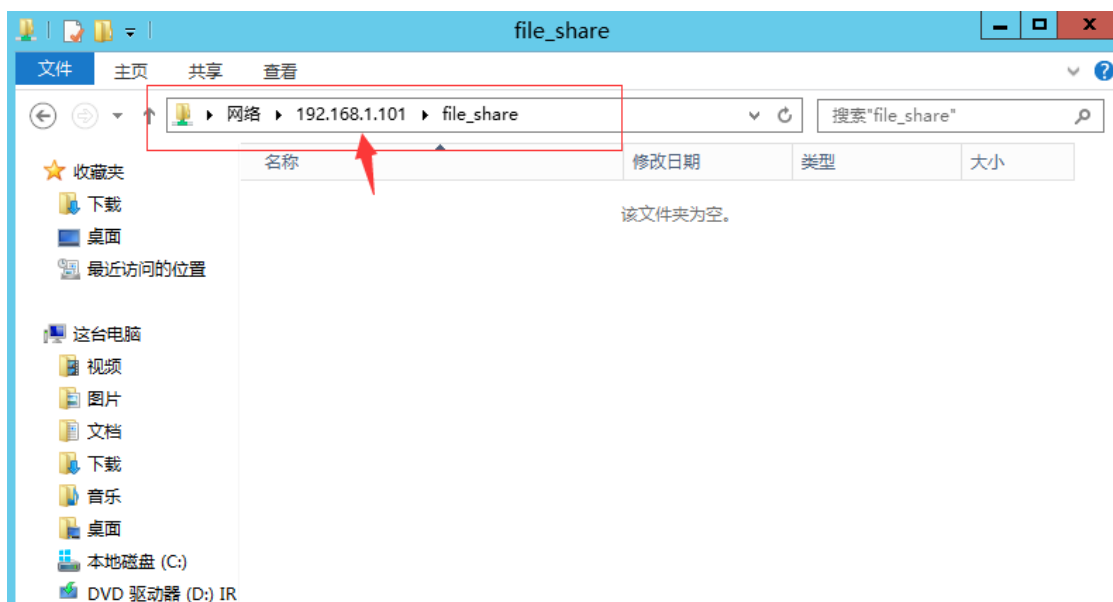 file_share
文件 主页 共享 查看
网络 192.168.1.101 file_share 搜索"file_share"
名称 修改日期 类型 大小
该文件夹为空。
收藏夹
下载
桌面
最近访问的位置
这台电脑
视频
图片
文档
下载
音乐
桌面
本地磁盘 (C:)
DVD 驱动器 (D:) IR